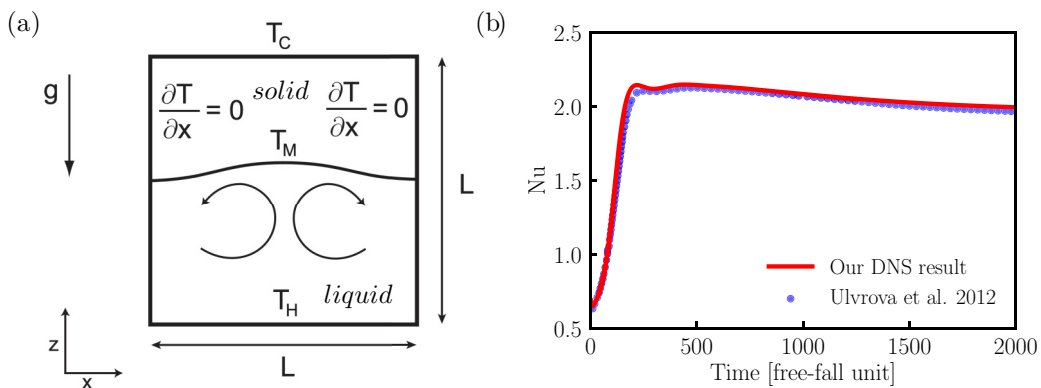 (a)
T_C
g
∂T/∂x = 0 solid ∂T/∂x = 0
T_M
L
T_H liquid
z
x
L
(b)
2.5
2.0
1.5
1.0
0.5
Nu
Our DNS result
Ulvrova et al. 2012
0 500 1000 1500 2000
Time [free-fall unit]